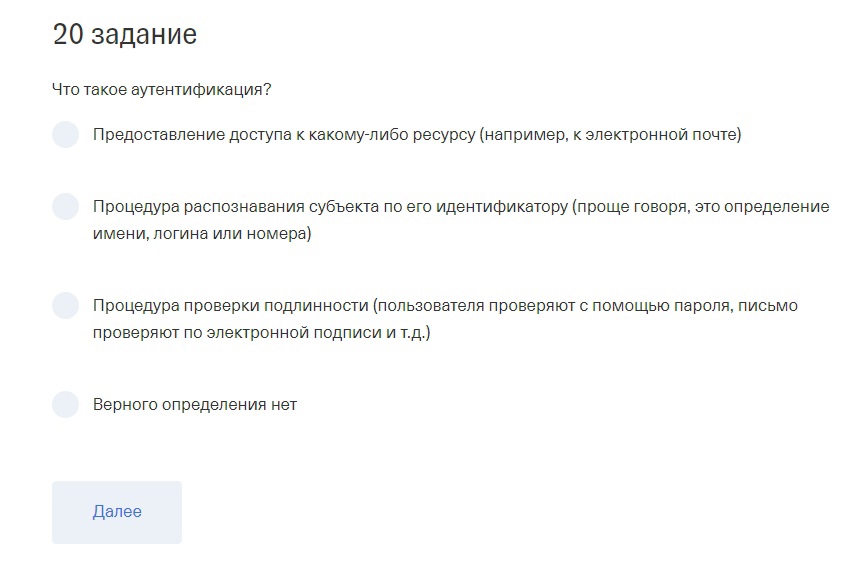 20 задание
Что такое аутентификация?
Предоставление доступа к какому-либо ресурсу (например, к электронной почте)
Процедура распознавания субъекта по его идентификатору (проще говоря, это определение
имени, логина или номера)
Процедура проверки подлинности (пользователя проверяют с помощью пароля, письмо
проверяют по электронной подписи и т.д.)
Верного определения нет
Далее